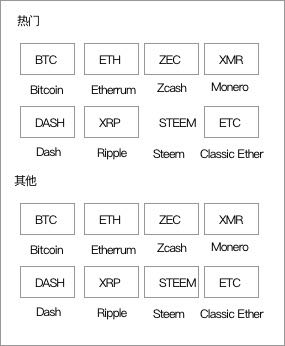 热门
BTC ETH ZEC XMR
Bitcoin Etherrum Zcash Monero
DASH XRP STEEM ETC
Dash Ripple Steem Classic Ether
其他
BTC ETH ZEC XMR
Bitcoin Etherrum Zcash Monero
DASH XRP STEEM ETC
Dash Ripple Steem Classic Ether